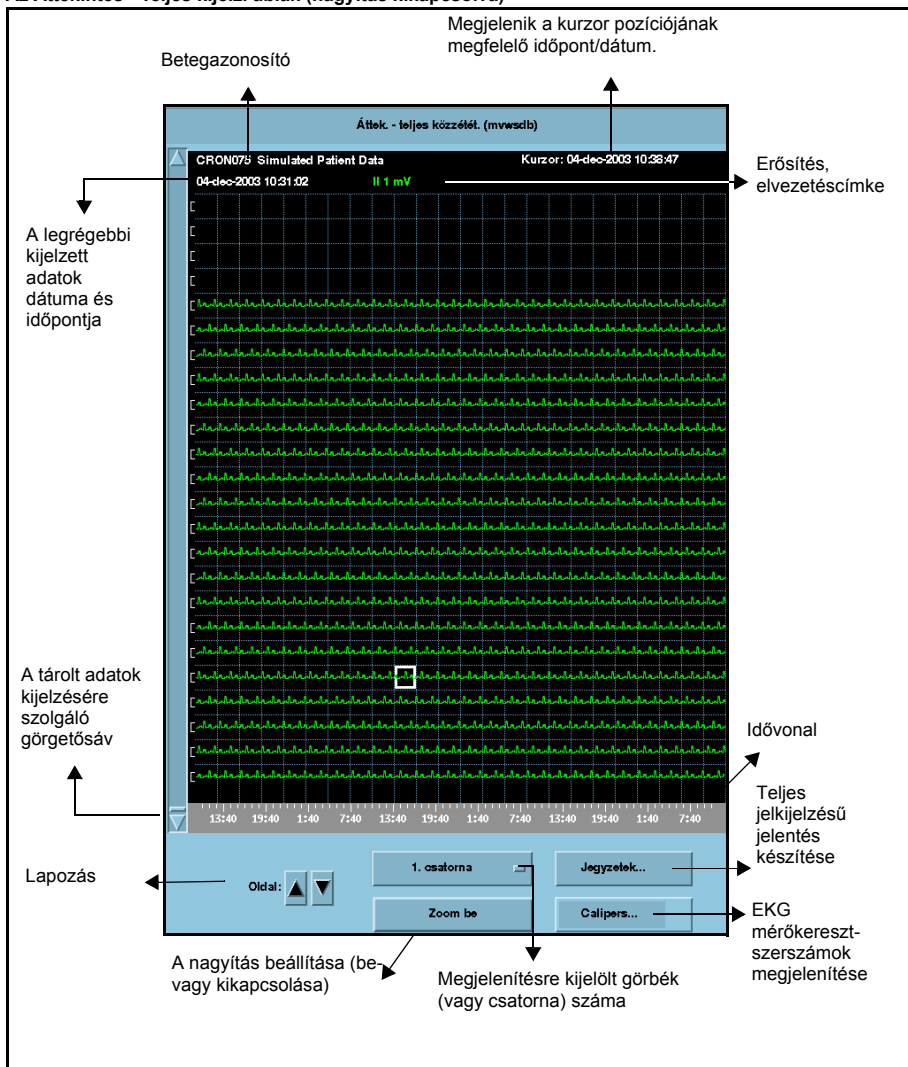 Áttekintés - Teljes ablak (nagyítás kikapcsolva)
Megjelenik a kurzor pozíciójának
megfelelő időpont/dátum.
Betegazonosító
Áttek. - teljes közzétét. (mvwsdb)
CRON075 Simulated Patient Data
Kurzor: 04-dec-2003 10:38:47
04-dec-2003 10:31:02
II 1 mV
Erősítés,
elvezetéscímke
A legrégebbi
kijelzett
adatok
dátuma és
időpontja
A tárolt adatok
kijelzésére
szolgáló
görgetősáv
Idővonal
13:40 19:40 1:40 7:40 13:40 19:40 1:40 7:40 13:40 19:40 1:40 7:40
Teljes
jelkijelzésű
jelentés
készítése
Lapozás
Oldal:
1. csatorna
Jegyzetek...
Zoom be
Calipers...
EKG
mérőkereszt-
szerszámok
megjelenítése
A nagyítás beállítása (be-
vagy kikapcsolása)
Megjelenítésre kijelölt görbék
(vagy csatorna) száma